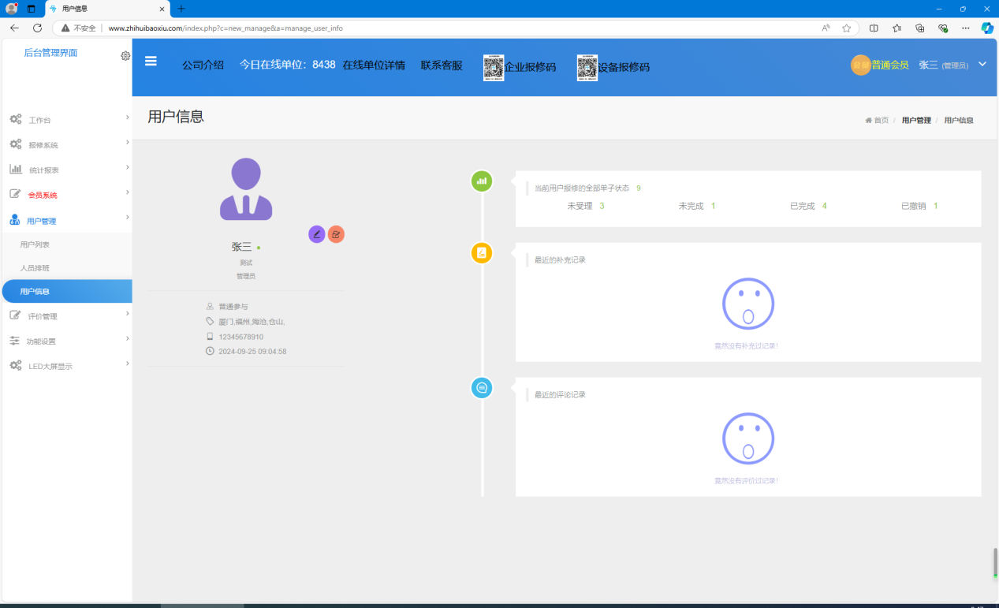 用户信息
不安全 www.zhihuibaoxiu.com/index.php?c=new_manage&a=manage_user_info
后台管理界面
公司介绍 今日在线单位：8438 在线单位详情 联系客服 企业报修码 设备报修码 普通会员 张三 (管理员)
用户信息
首页 / 用户管理 / 用户信息
工作台
报修系统
统计报表
会员系统
用户管理
用户列表
人员排班
用户信息
评价管理
功能设置
LED大屏显示
张三
测试
管理员
普通参与
厦门,福州,海沧,仓山,
12345678910
2024-09-25 09:04:58
当前用户报修的全部单子状态 9
未受理 3 未完成 1 已完成 4 已撤销 1
最近的补充记录
竟然没有补充过记录!
最近的评论记录
竟然没有评价过记录!